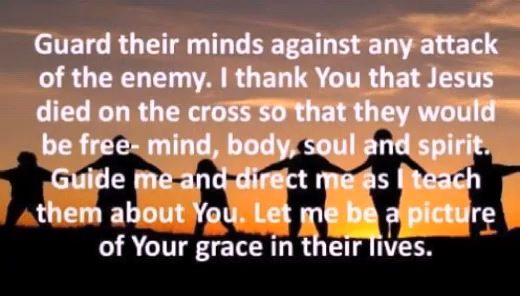 Guard their minds against any attack
of the enemy. I thank You that Jesus
died on the cross so that they would
be free- mind, body, soul and spirit.
Guide me and direct me as I teach
them about You. Let me be a picture
of Your grace in their lives.